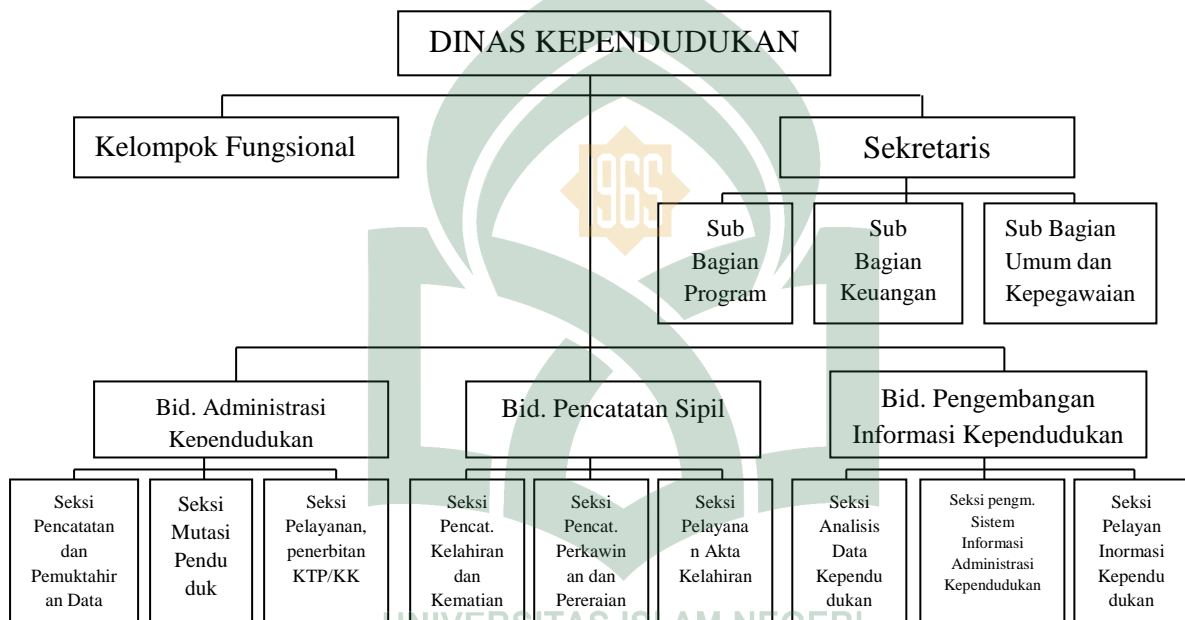 DINAS KEPENDUDUKAN
Kelompok Fungsional
Sekretaris
1965
Sub
Bagian
Program
Sub
Bagian
Keuangan
Sub Bagian
Umum dan
Kepegawaian
Bid. Administrasi
Kependudukan
Bid. Pencatatan Sipil
Bid. Pengembangan
Informasi Kependudukan
Seksi
Pencatatan
dan
Pemuktahir
an Data
Seksi
Mutasi
Pendu
duk
Seksi
Pelayanan,
penerbitan
KTP/KK
Seksi
Pencat.
Kelahiran
dan
Kematian
Seksi
Pencat.
Perkawin
an dan
Pereraian
Seksi
Pelayana
n Akta
Kelahiran
Seksi
Analisis
Data
Kependu
dukan
Seksi pengm.
Sistem
Informasi
Administrasi
Kependudukan
Seksi
Pelayan
Inormasi
Kependu
dukan
UNIVERSITAS ISLAM NEGERI